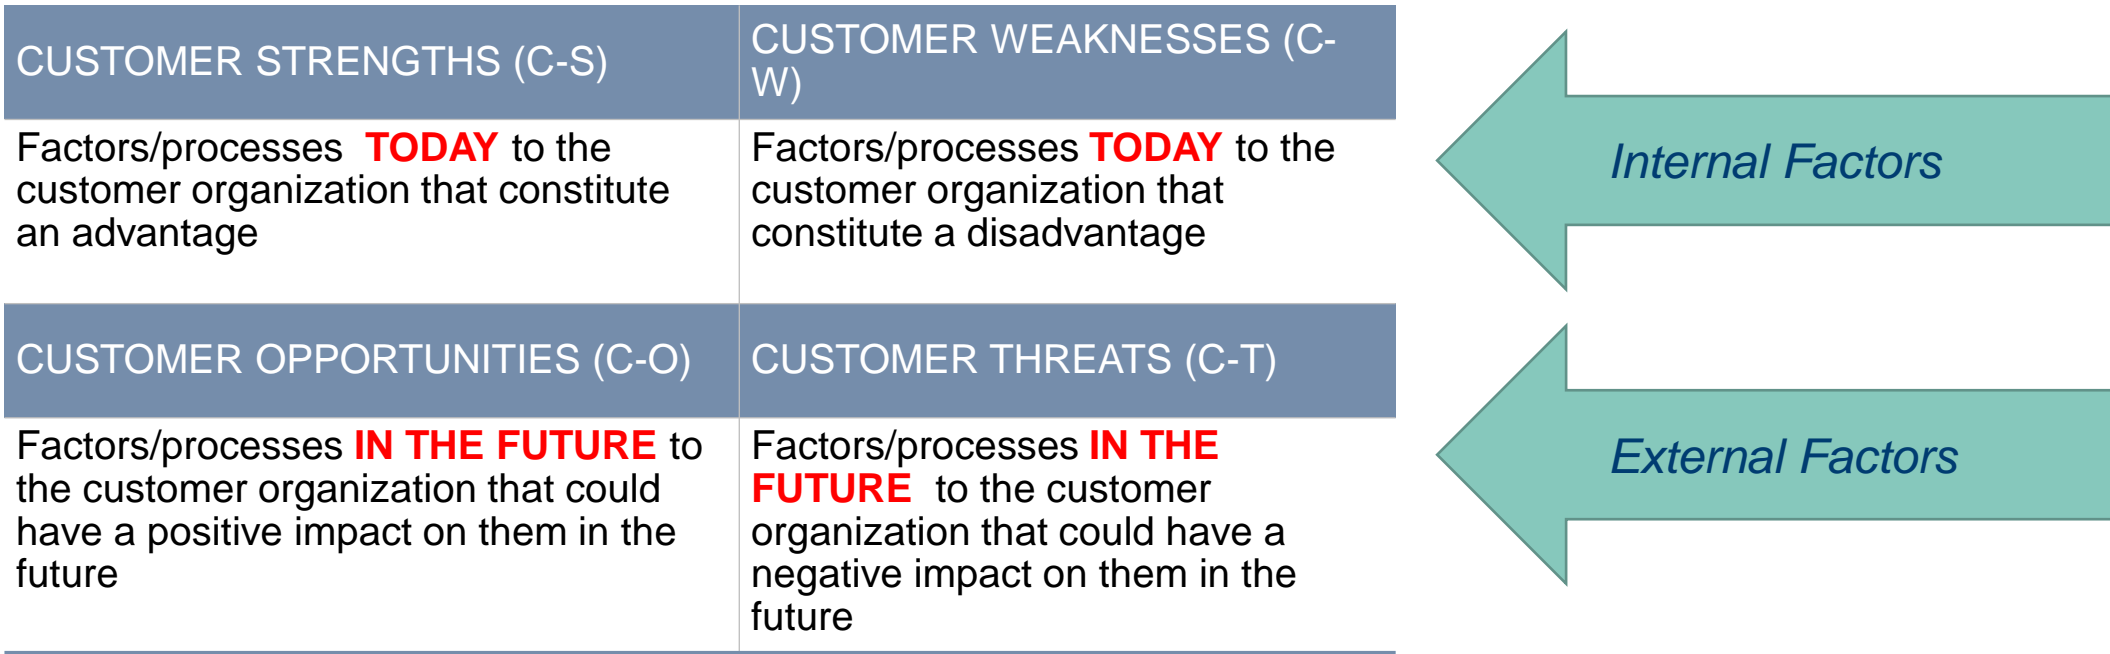 CUSTOMER STRENGTHS (C-S)
CUSTOMER WEAKNESSES (C-
W)
Factors/processes TODAY to the
customer organization that constitute
an advantage
Factors/processes TODAY to the
customer organization that
constitute a disadvantage
Internal Factors
CUSTOMER OPPORTUNITIES (C-O)
CUSTOMER THREATS (C-T)
Factors/processes IN THE FUTURE to
the customer organization that could
have a positive impact on them in the
future
Factors/processes IN THE
FUTURE to the customer
organization that could have a
negative impact on them in the
future
External Factors